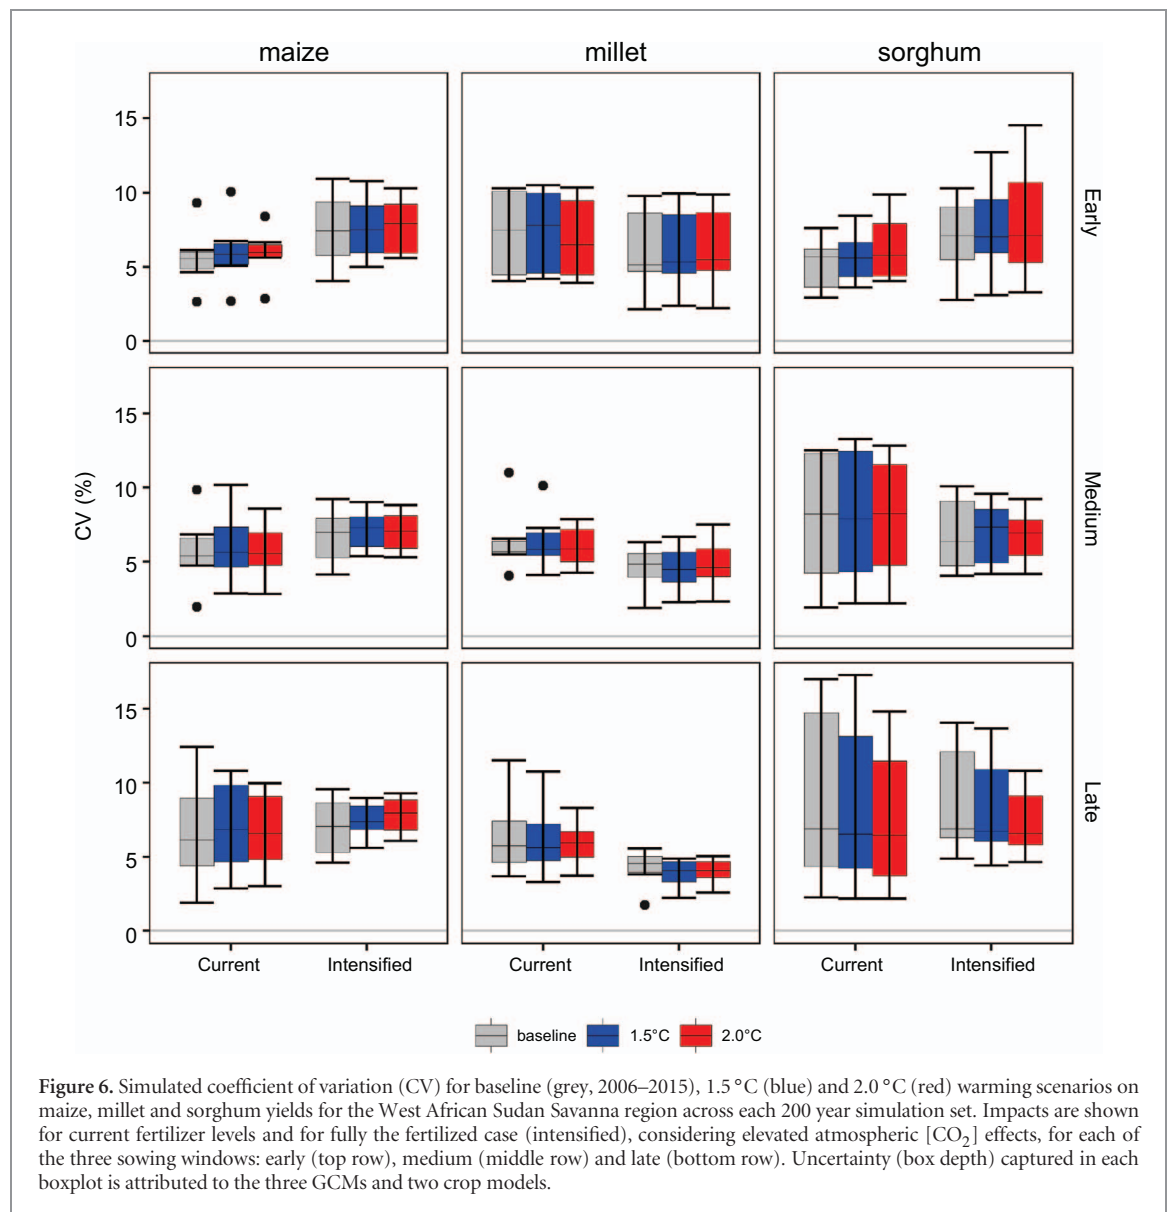 maize millet sorghum
15
10
5
0
Early
15
10
5
0
Medium
CV (%)
15
10
5
0
Late
Current Intensified Current Intensified Current Intensified
baseline 1.5°C 2.0°C
Figure 6. Simulated coefficient of variation (CV) for baseline (grey, 2006–2015), 1.5 °C (blue) and 2.0 °C (red) warming scenarios on
maize, millet and sorghum yields for the West African Sudan Savanna region across each 200 year simulation set. Impacts are shown
for current fertilizer levels and for fully the fertilized case (intensified), considering elevated atmospheric [CO₂] effects, for each of
the three sowing windows: early (top row), medium (middle row) and late (bottom row). Uncertainty (box depth) captured in each
boxplot is attributed to the three GCMs and two crop models.